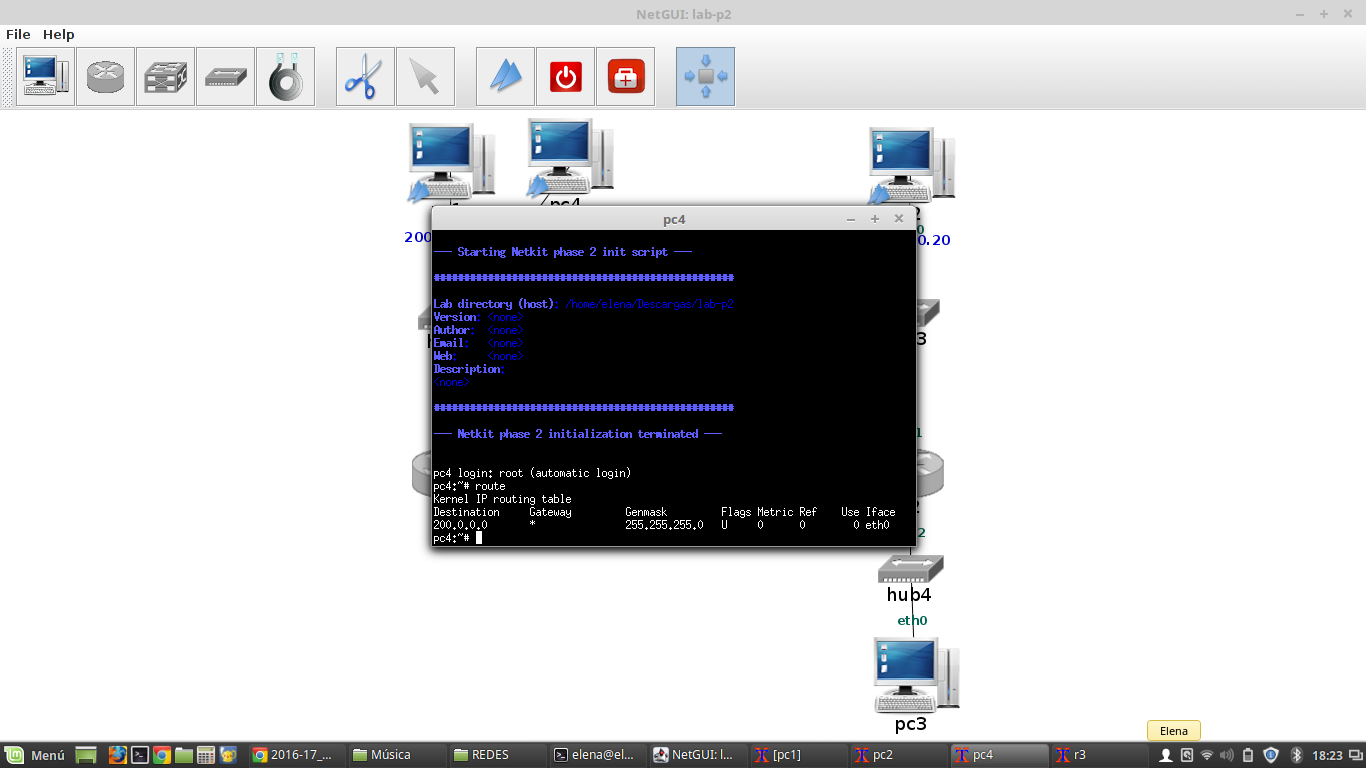 NetGUI: lab-p2
File Help
pc4
200
0.20
pc4
--- Starting Netkit phase 2 init script ---
Lab directory (host): /home/elena/Descargas/lab-p2
Version: <none>
Author: <none>
Email: <none>
Web: <none>
Description:
<none>
--- Netkit phase 2 initialization terminated ---
pc4 login: root (automatic login)
pc4:~# route
Kernel IP routing table
Destination Gateway Genmask Flags Metric Ref Use Iface
200.0.0.0 * 255.255.255.0 U 0 0 0 eth0
pc4:~#
hub4
eth0
pc3
Elena
Menú 2016-17_... Música REDES elena@el... NetGUI: l... [pc1] pc2 pc4 r3 18:23